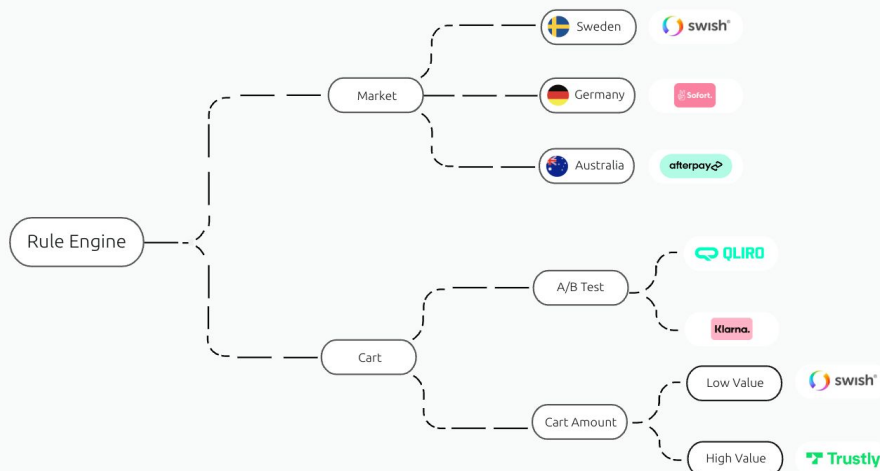 Sweden
swish®
Market
Germany
Sofort.
Australia
afterpay
Rule Engine
QLIRO
A/B Test
Klarna.
Cart
Low Value
swish®
Cart Amount
High Value
Trustly